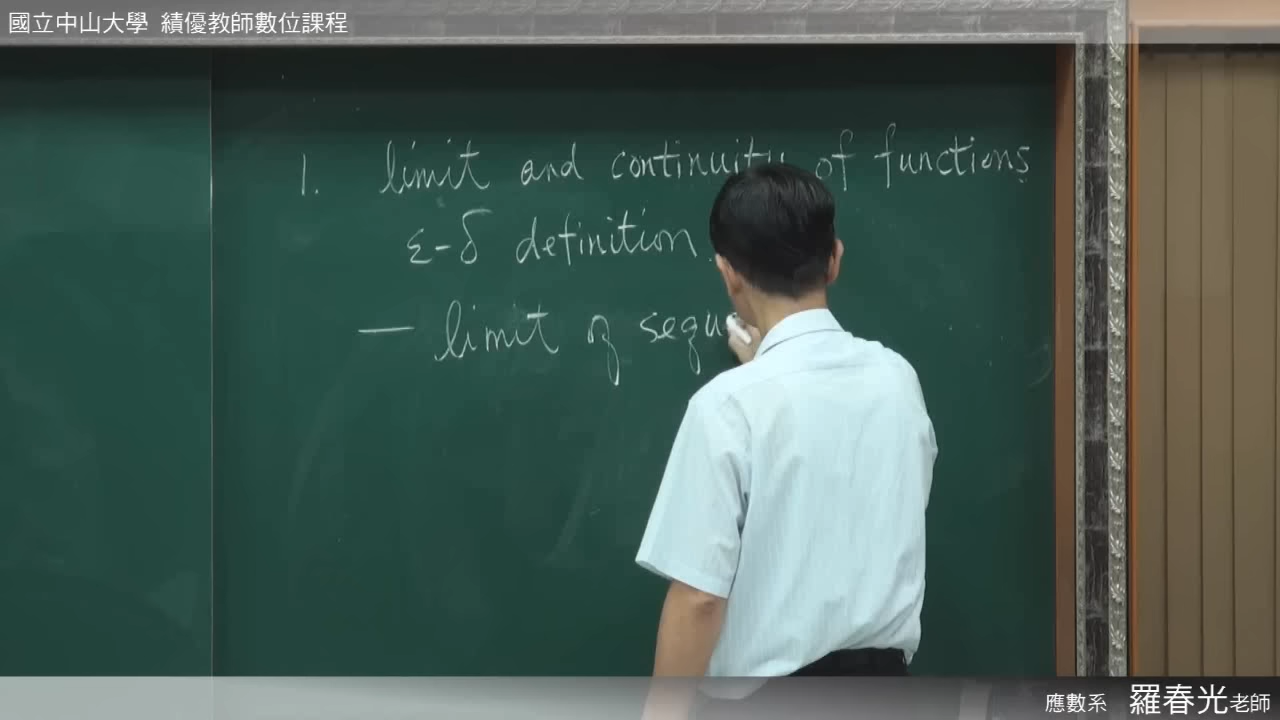 國立中山大學 績優教師數位課程
1. limit and continuity of functions
ε-δ definition.
— limit of sequ
應數系 羅春光老師